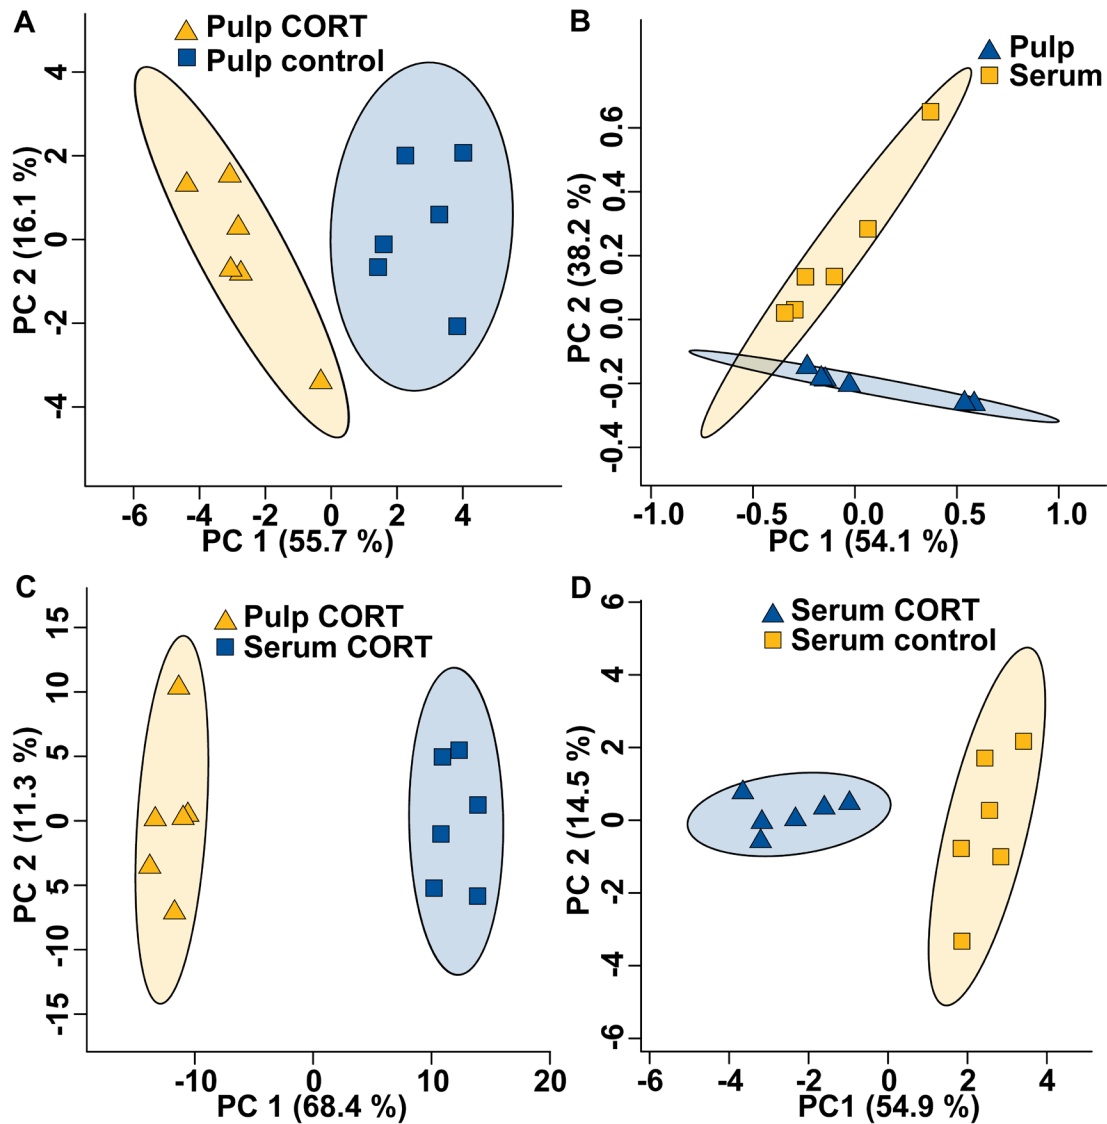 A
Pulp CORT
Pulp control
PC 2 (16.1 %)
4
2
0
-2
-4
-6
-4
-2
0
2
4
PC 1 (55.7 %)
B
Pulp
Serum
PC 2 (38.2 %)
0.6
0.4
0.2
0.0
-0.2
-0.4
-1.0
-0.5
0.0
0.5
1.0
PC 1 (54.1 %)
C
Pulp CORT
Serum CORT
PC 2 (11.3 %)
15
10
5
0
5
-10
-15
-10
0
10
20
PC 1 (68.4 %)
D
Serum CORT
Serum control
PC 2 (14.5 %)
6
4
2
0
-2
-4
-6
-6
-4
-2
0
2
4
PC1 (54.9 %)